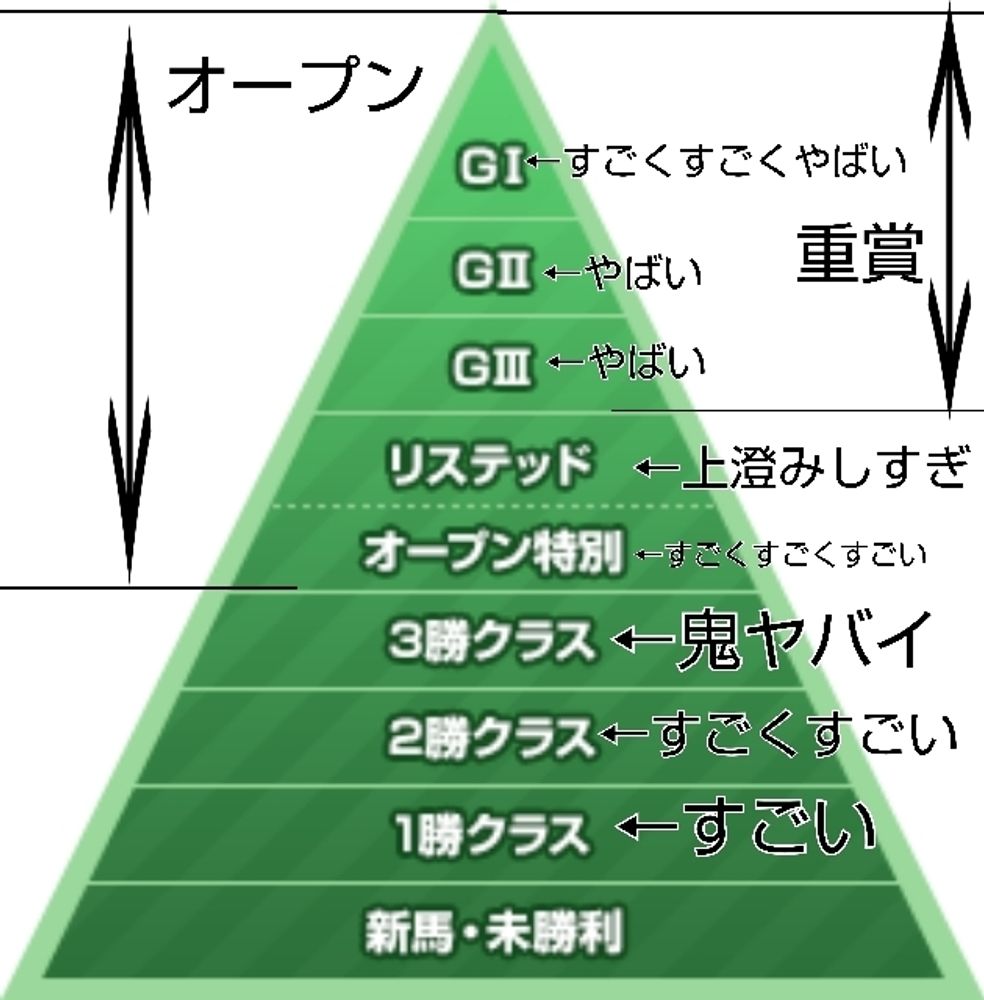 オープン
GⅠ←すごくすごくやばい
重賞
GⅡ←やばい
GⅢ←やばい
リステッド←上澄みしすぎ
オープン特別←すごくすごくすごい
3勝クラス←鬼ヤバイ
2勝クラス←すごくすごい
1勝クラス←すごい
新馬・未勝利